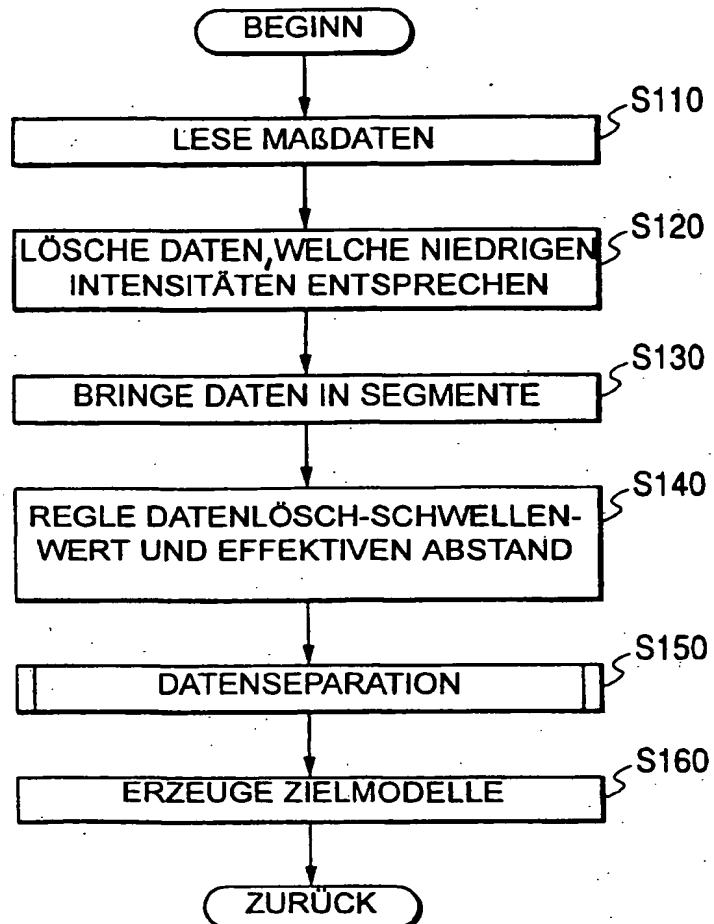 BEGINN
S110
LESE MAßDATEN
S120
LÖSCHE DATEN, WELCHE NIEDRIGEN
INTENSITÄTEN ENTSPRECHEN
S130
BRINGE DATEN IN SEGMENTE
S140
REGLE DATENLÖSCH-SCHWELLEN-
WERT UND EFFEKTIVEN ABSTAND
S150
DATENSEPARATION
S160
ERZEUGE ZIELMODELLE
ZURÜCK